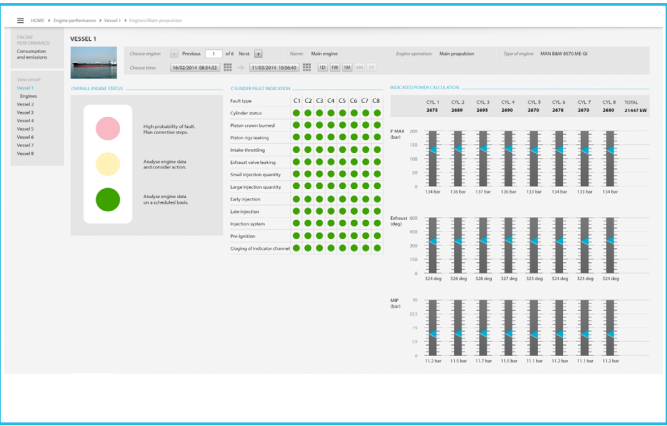 HOME > Engine performance > Vessel 1 > Engines/Main propulsion
ENGINE
PERFORMANCE
Consumption
and emissions
View vessel
Vessel 1
Engines
Vessel 2
Vessel 3
Vessel 4
Vessel 5
Vessel 6
Vessel 7
Vessel 8
VESSEL 1
Choose engine: Previous 1 of 6 Next Name: Main engine Engine operation: Main propulsion Type of engine: MAN B&W 6S70 ME-GI
Choose time: 16/02/2014 08:54:32 11/03/2014 10:06:40 1D 1W 1M
OVERALL ENGINE STATUS
High probability of fault.
Plan corrective steps.
Analyse engine data
and consider action.
Analyse engine data
on a scheduled basis.
CYLINDER FAULT INDICATION
Fault type C1 C2 C3 C4 C5 C6 C7 C8
Cylinder status
Piston crown burned
Piston rigs leaking
Intake throttling
Exhaust valve leaking
Small injection quantity
Large injection quantity
Early injection
Late injection
Injection system
Pre-ignition
Cloging of indicator channel
INDICATED POWER CALCULATION
CYL. 1 CYL. 2 CYL. 3 CYL. 4 CYL. 5 CYL. 6 CYL. 7 CYL. 8 TOTAL
2675 2689 2695 2690 2670 2678 2670 2680 21447 kW
P MAX
(bar)
200
150
100
50
0
134 bar 136 bar 137 bar 136 bar 133 bar 134 bar 133 bar 134 bar
Exhaust
(deg)
600
300
150
0
324 deg 326 deg 328 deg 327 deg 323 deg 324 deg 323 deg 324 deg
MIP
(bar)
30
22.5
15
0
11.2 bar 11.5 bar 11.7 bar 11.5 bar 11.1 bar 11.2 bar 11.1 bar 11.2 bar